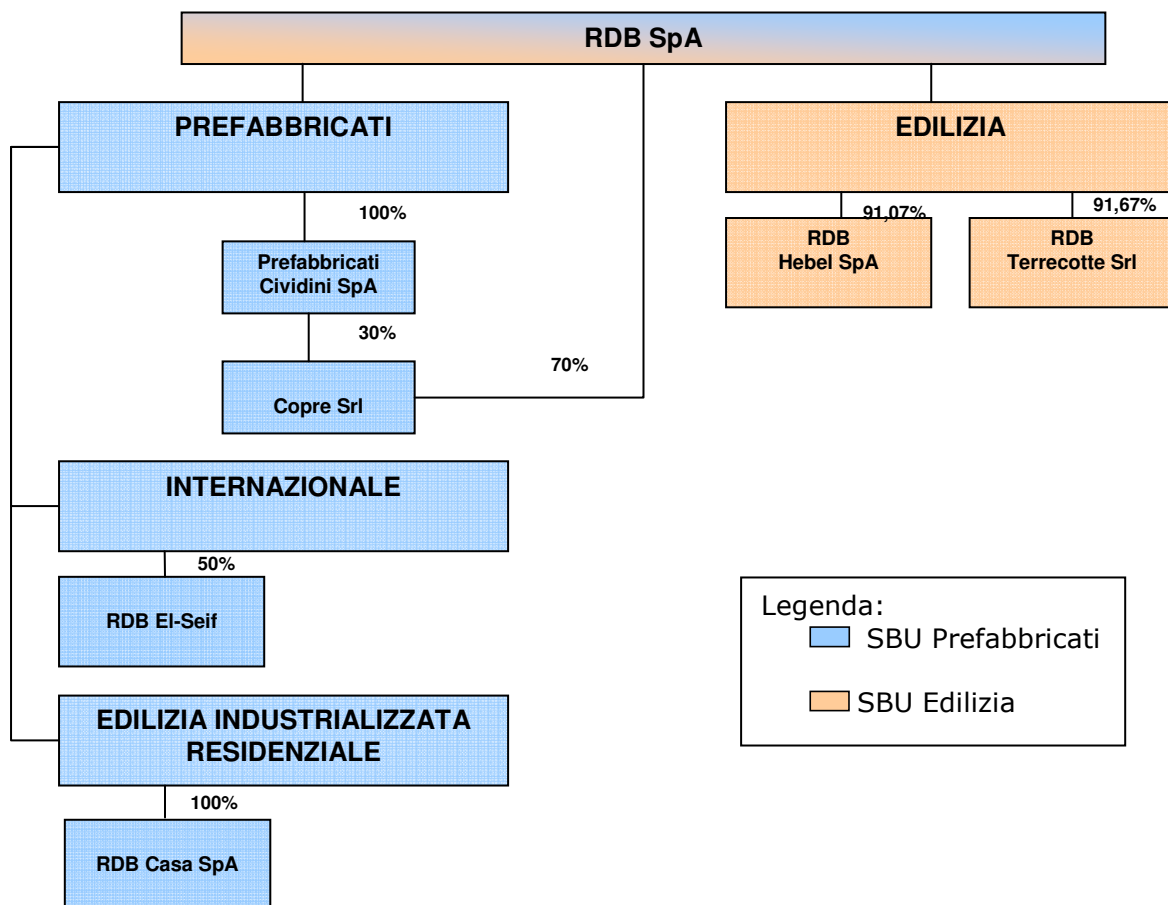 RDB SpA
PREFABBRICATI
EDILIZIA
100%
91,07%
91,67%
Prefabbricati
Cividini SpA
RDB
Hebel SpA
RDB
Terrecotte Srl
30%
70%
Copre Srl
INTERNAZIONALE
50%
RDB El-Seif
Legenda:
SBU Prefabbricati
SBU Edilizia
EDILIZIA INDUSTRIALIZZATA
RESIDENZIALE
100%
RDB Casa SpA